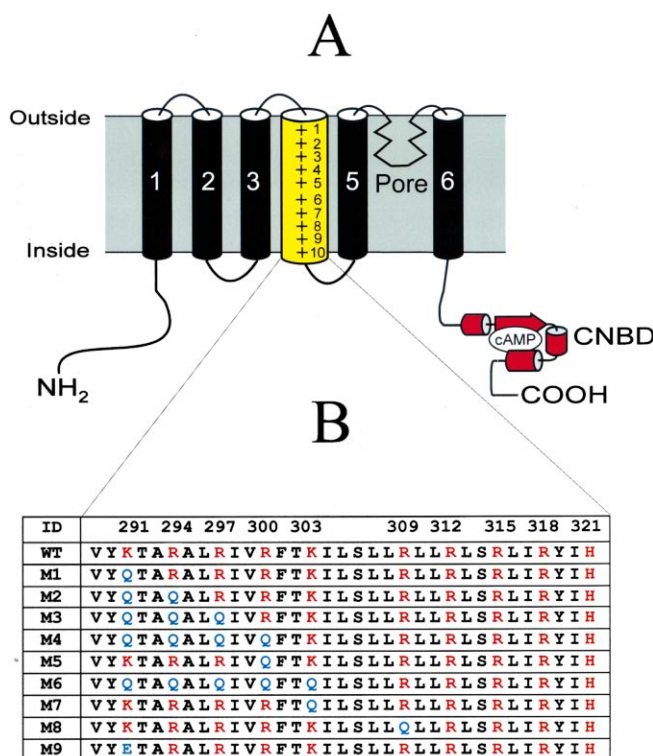 A
Outside
Inside
1 2 3 5 Pore 6
+ 1
+ 2
+ 3
+ 4
+ 5
+ 6
+ 7
+ 8
+ 9
+ 10
cAMP
CNBD
NH2
COOH
B
ID 291 294 297 300 303 309 312 315 318 321
WT VYKTARALRIVRFTKILSLLRLLRLSRLIRYIH
M1 VYQTARALRIVRFTKILSLLRLLRLSRLIRYIH
M2 VYQTAQALRIVRFTKILSLLRLLRLSRLIRYIH
M3 VYQTAQALQIVRFTKILSLLRLLRLSRLIRYIH
M4 VYQTAQALQIVQFTKILSLLRLLRLSRLIRYIH
M5 VYKTARALRIVQFTKILSLLRLLRLSRLIRYIH
M6 VYQTAQALQIVQFTQILSLLRLLRLSRLIRYIH
M7 VYKTARALRIVRFTQILSLLRLLRLSRLIRYIH
M8 VYKTARALRIVRFTKILSLLQLLRLSRLIRYIH
M9 VYETARALRIVRFTKILSLLRLLRLSRLIRYIH